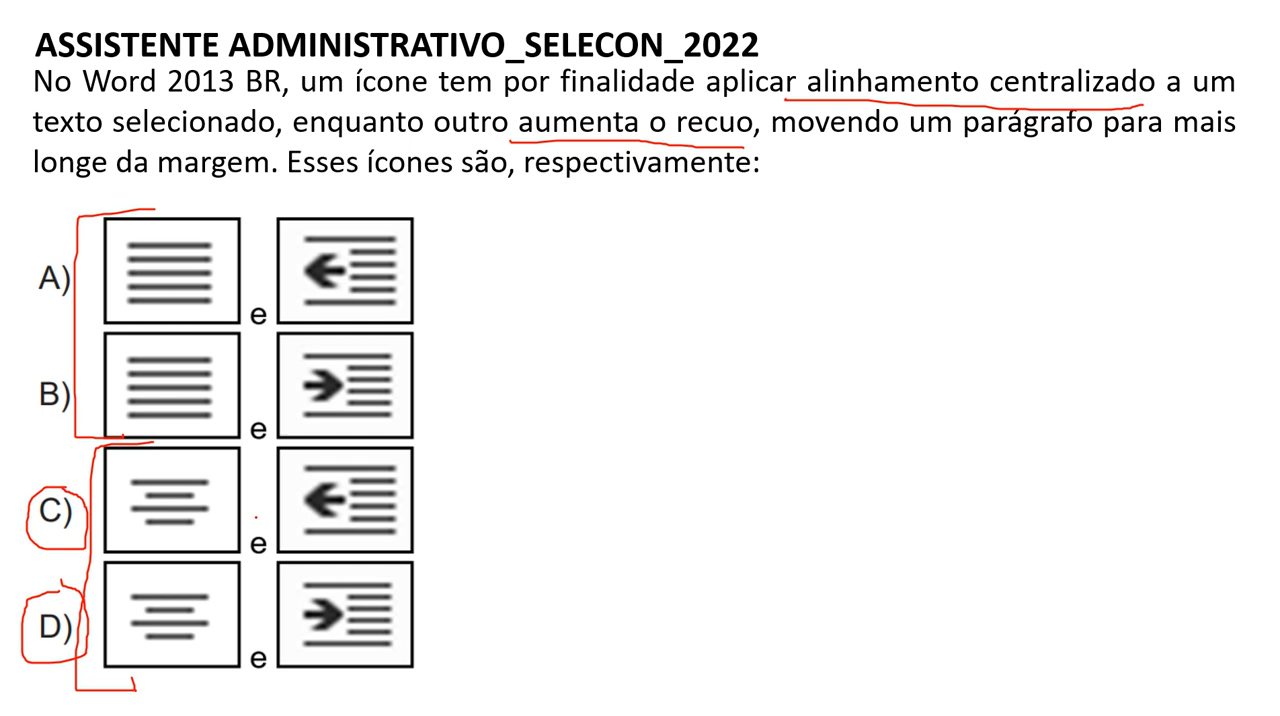 ASSISTENTE ADMINISTRATIVO_SELECON_2022
No Word 2013 BR, um ícone tem por finalidade aplicar alinhamento centralizado a um
texto selecionado, enquanto outro aumenta o recuo, movendo um parágrafo para mais
longe da margem. Esses ícones são, respectivamente:
A) e
B) e
C) e
D) e